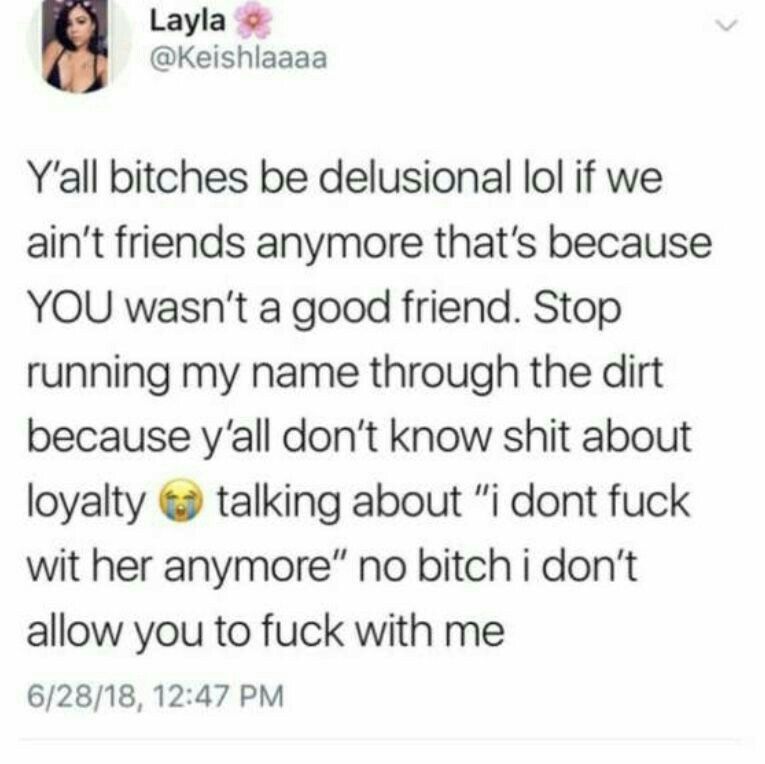 Layla 🌸
@Keishlaaaa
Y'all bitches be delusional lol if we
ain't friends anymore that's because
YOU wasn't a good friend. Stop
running my name through the dirt
because y'all don't know shit about
loyalty 😭 talking about "i dont fuck
wit her anymore" no bitch i don't
allow you to fuck with me
6/28/18, 12:47 PM